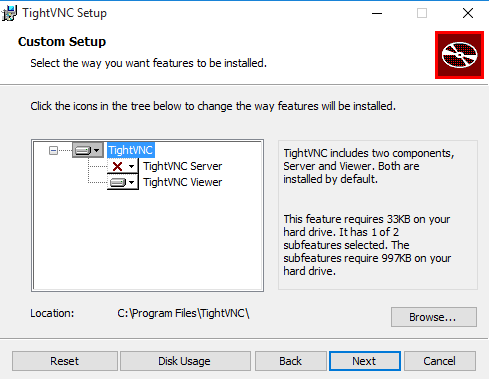 TightVNC Setup
Custom Setup
Select the way you want features to be installed.
Click the icons in the tree below to change the way features will be installed.
TightVNC
TightVNC Server
TightVNC Viewer
TightVNC includes two components,
Server and Viewer. Both are
installed by default.
This feature requires 33KB on your
hard drive. It has 1 of 2
subfeatures selected. The
subfeatures require 997KB on your
hard drive.
Location: C:\Program Files\TightVNC\
Browse...
Reset Disk Usage Back Next Cancel